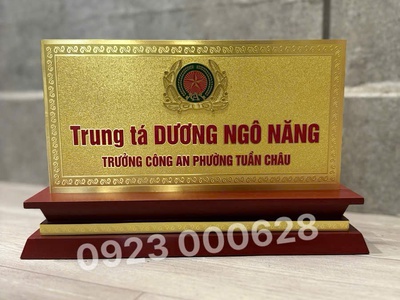 Trung tá DƯƠNG NGÔ NĂNG
TRƯỞNG CÔNG AN PHƯỜNG TUẦN CHÂU
0923 000628